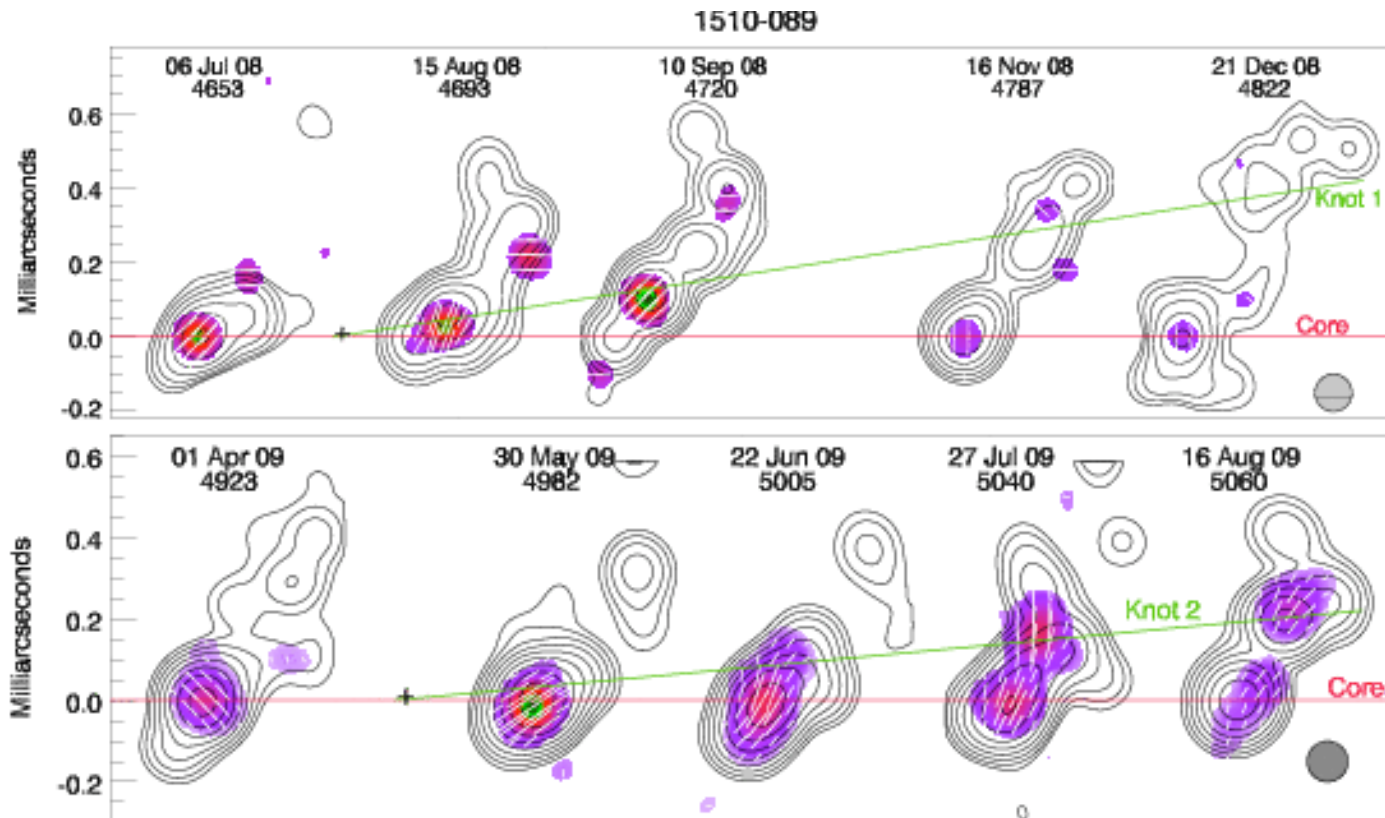 1510-089
06 Jul 08 15 Aug 08 10 Sep 08 16 Nov 08 21 Dec 08
4653 4693 4720 4787 4822
0.6
0.4
Knot 1
0.2
Core
0.0
-0.2
Milliarcseconds
01 Apr 09 30 May 09 22 Jun 09 27 Jul 09 16 Aug 09
4923 4982 5005 5040 5060
0.6
0.4
0.2
Knot 2
Core
0.0
-0.2
Milliarcseconds